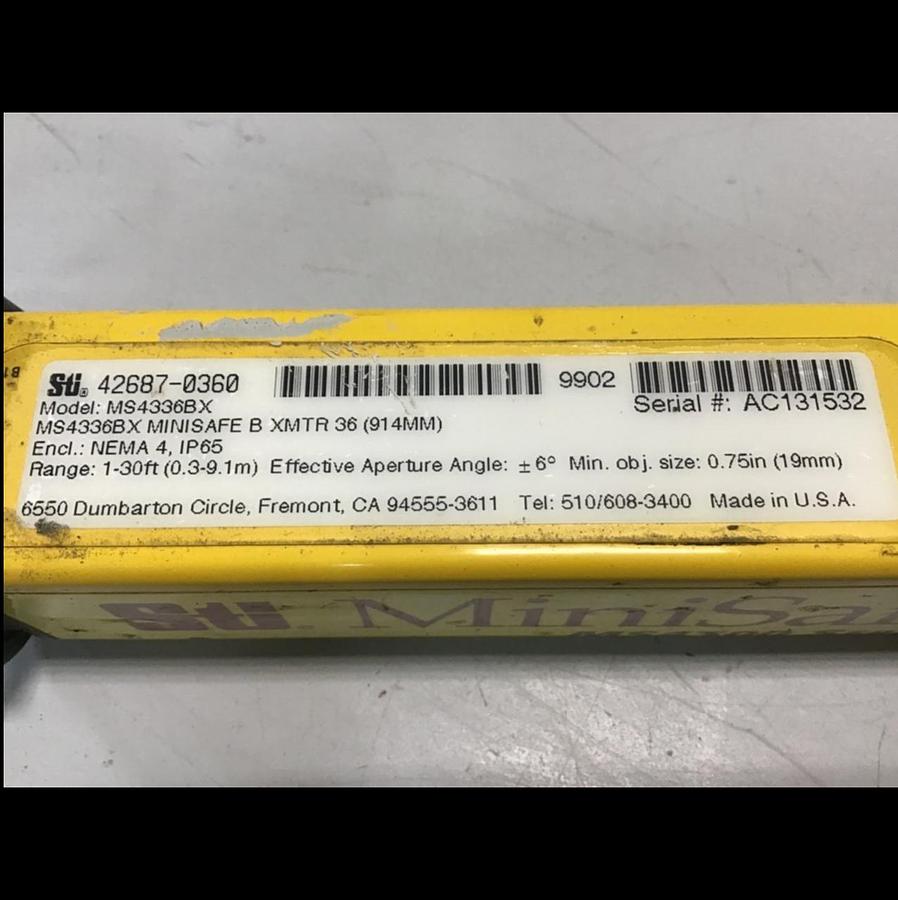 Sti® 42687-0360 9902
Serial #: AC131532
Model: MS4336BX
MS4336BX MINISAFE B XMTR 36 (914MM)
Encl.: NEMA 4, IP65
Range: 1-30ft (0.3-9.1m) Effective Aperture Angle: ±6° Min. obj. size: 0.75in (19mm)
6550 Dumbarton Circle, Fremont, CA 94555-3611 Tel: 510/608-3400 Made in U.S.A.
Sti. MiniSa